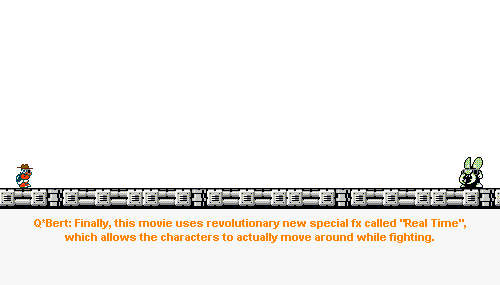 Q*Bert: Finally, this movie uses revolutionary new special fx called "Real Time",
which allows the characters to actually move around while fighting.